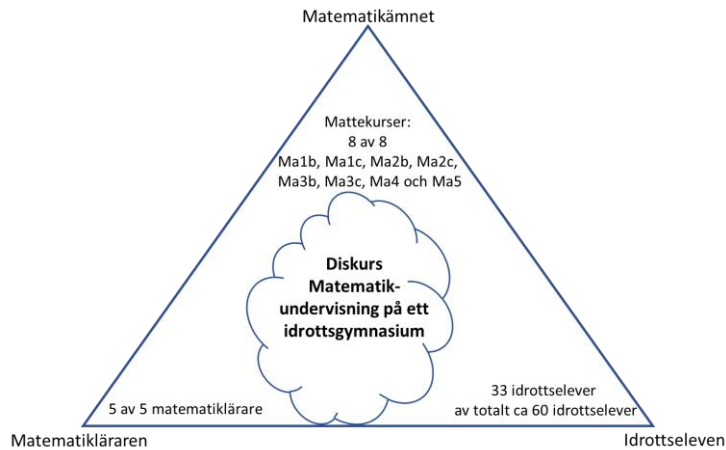 Matematikämnet
Mattekurser:
8 av 8
Ma1b, Ma1c, Ma2b, Ma2c,
Ma3b, Ma3c, Ma4 och Ma5
Diskurs
Matematik-
undervisning på ett
idrottsgymnasium
5 av 5 matematiklärare
33 idrottselever
av totalt ca 60 idrottselever
Matematikläraren
Idrottseleven